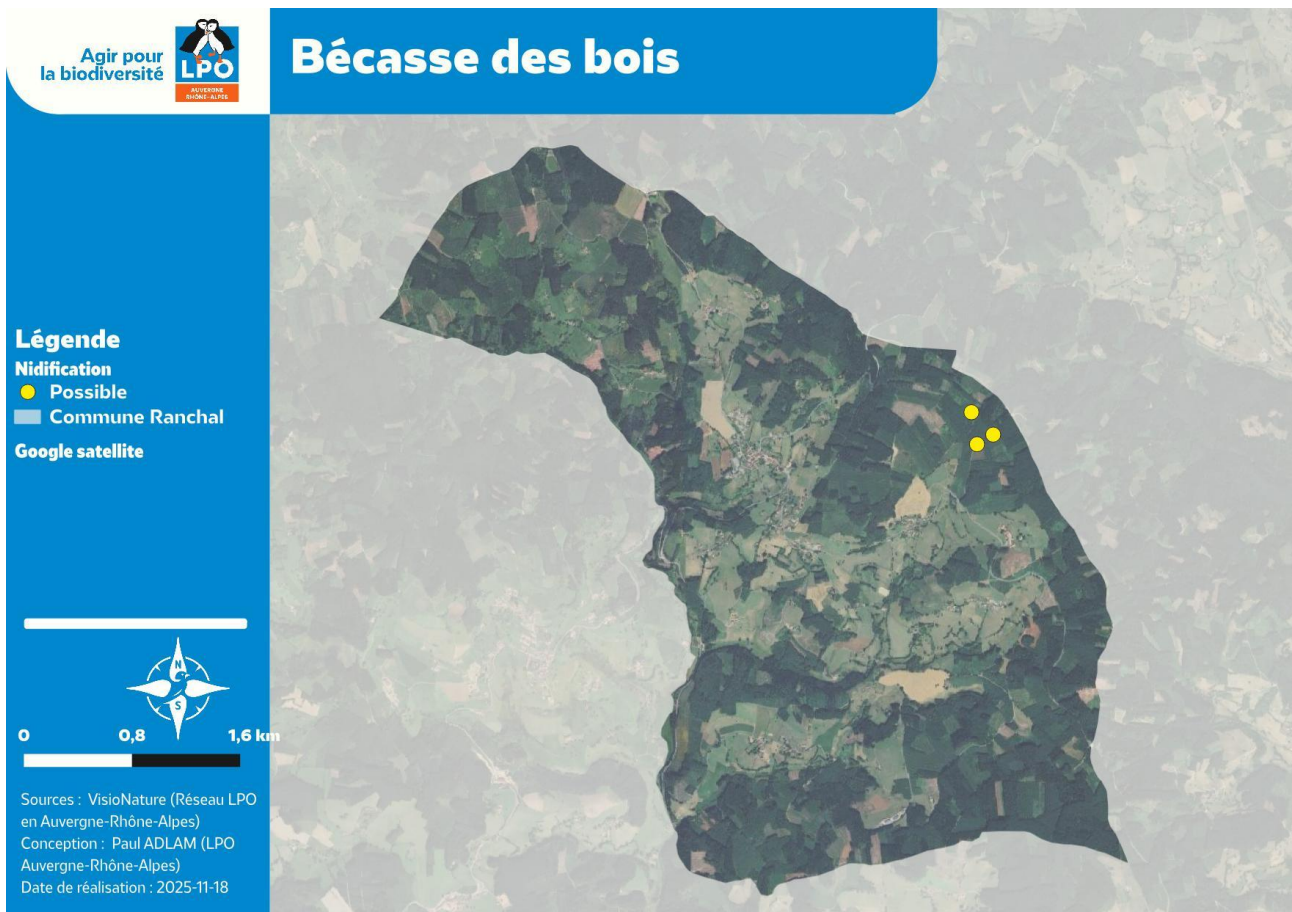 Agir pour
la biodiversité
LPO
AUVERGNE
RHÔNE-ALPES
Bécasse des bois
Légende
Nidification
Possible
Commune Ranchal
Google satellite
N
S
0 0,8 1,6 km
Sources : VisioNature (Réseau LPO
en Auvergne-Rhône-Alpes)
Conception : Paul ADLAM (LPO
Auvergne-Rhône-Alpes)
Date de réalisation : 2025-11-18